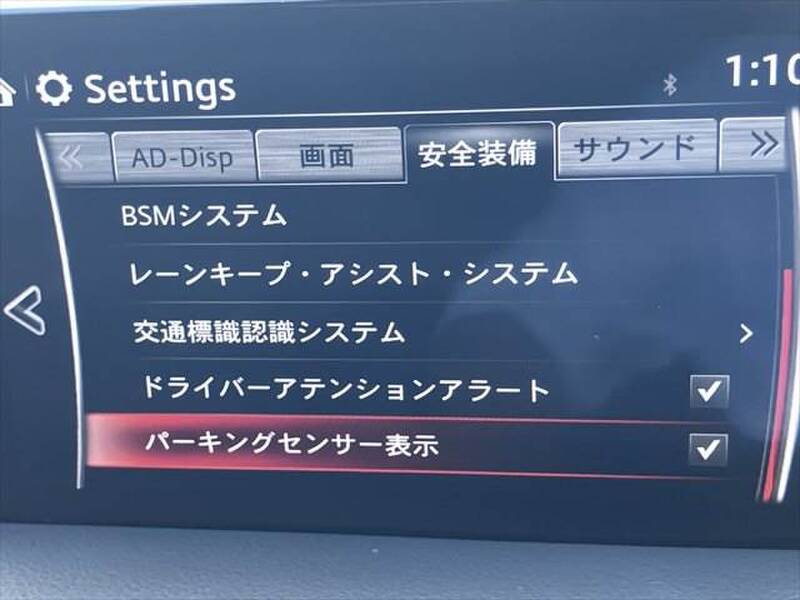 Settings
1:10
AD-Disp 画面 安全装備 サウンド
BSMシステム
レーンキープ・アシスト・システム
交通標識認識システム
ドライバーアテンションアラート
パーキングセンサー表示